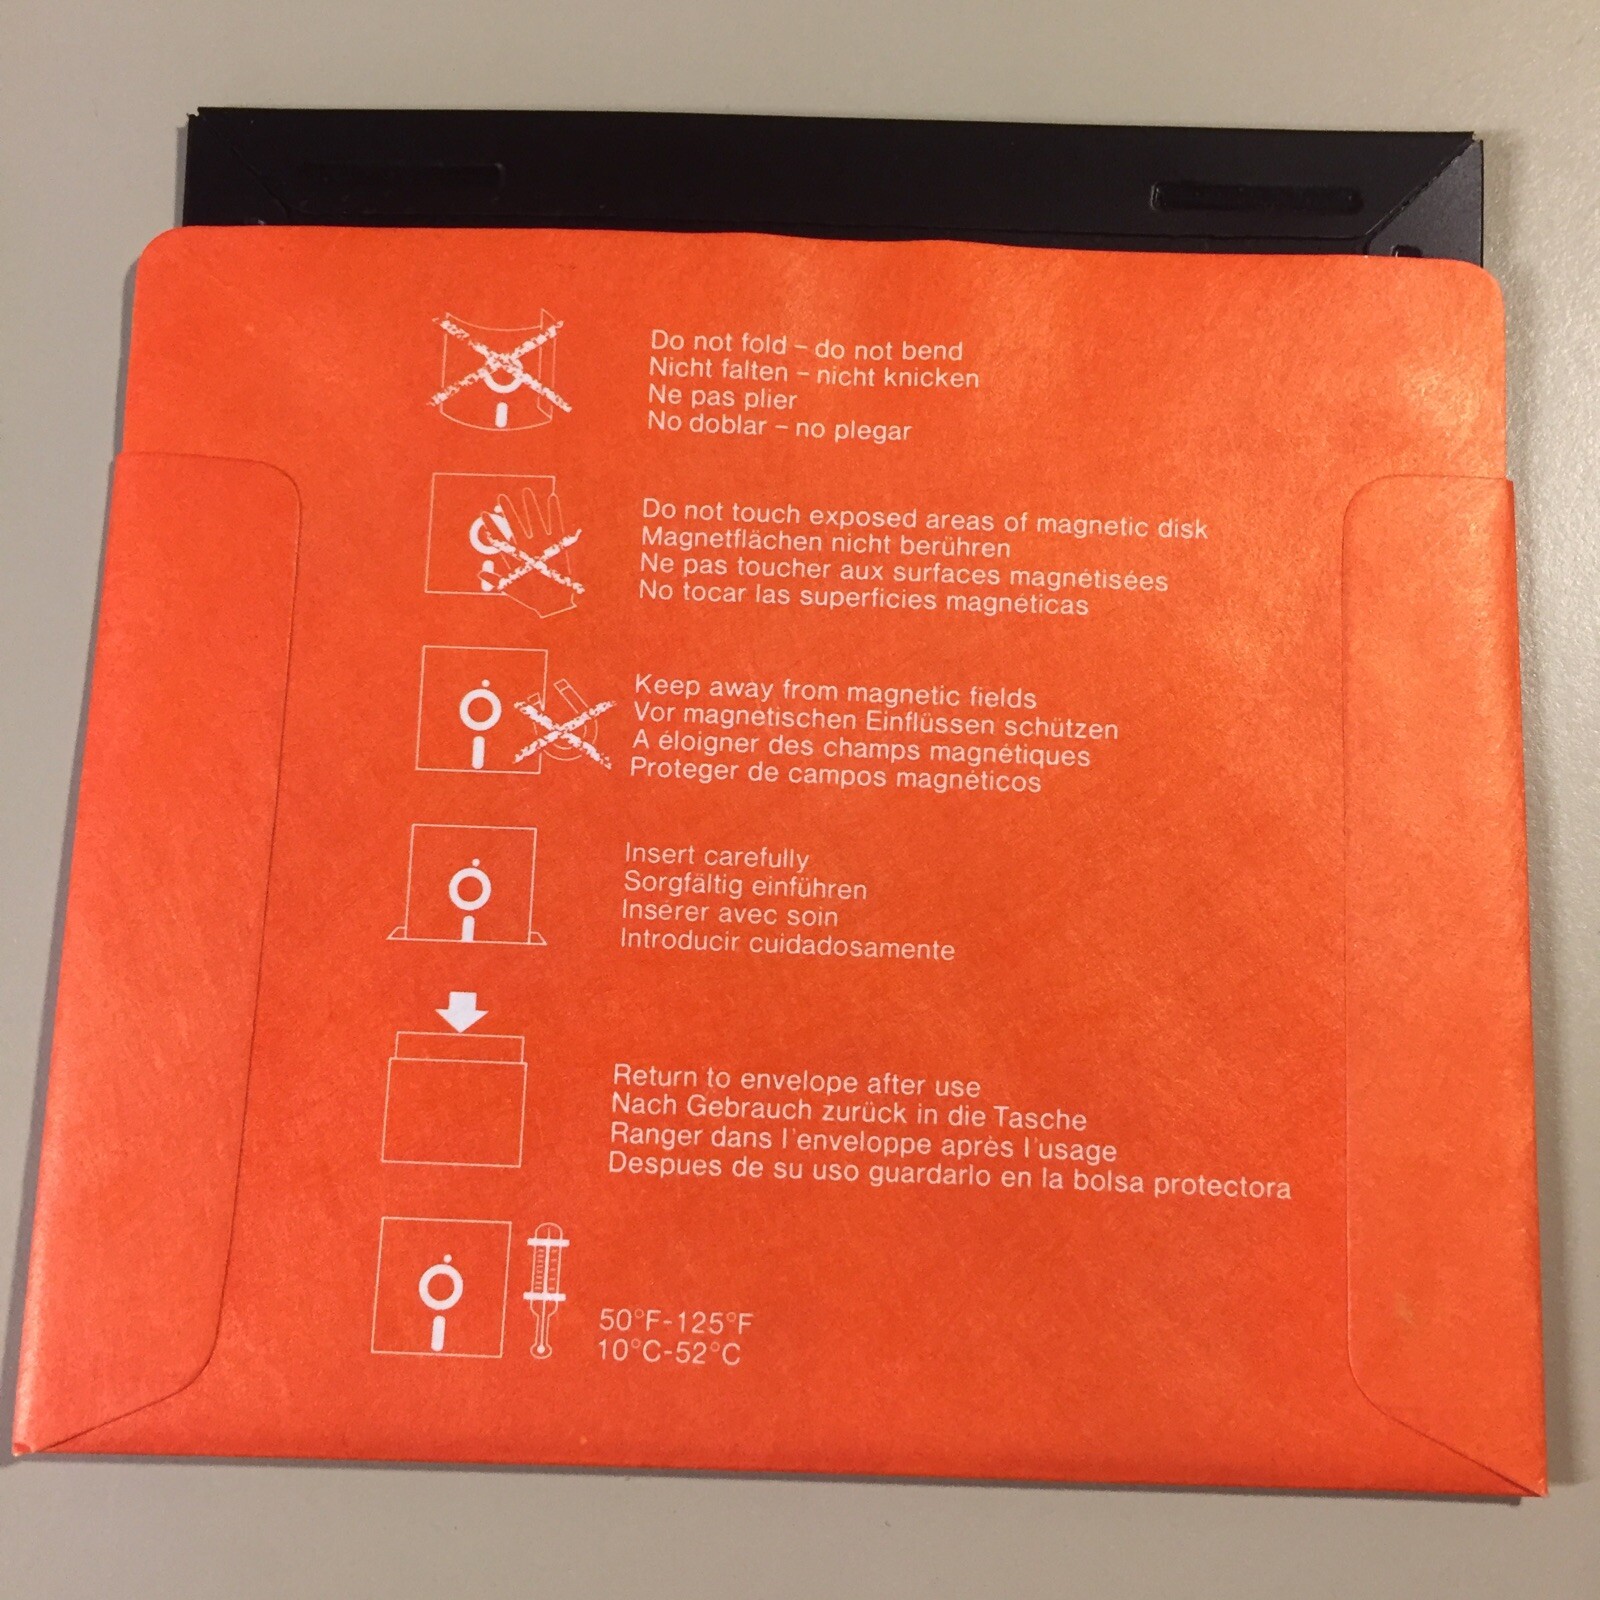 Do not fold – do not bend
Nicht falten – nicht knicken
Ne pas plier
No doblar – no plegar
Do not touch exposed areas of magnetic disk
Magnetflächen nicht berühren
Ne pas toucher aux surfaces magnétisées
No tocar las superficies magnéticas
Keep away from magnetic fields
Vor magnetischen Einflüssen schützen
A éloigner des champs magnétiques
Proteger de campos magnéticos
Insert carefully
Sorgfältig einführen
Insérer avec soin
Introducir cuidadosamente
Return to envelope after use
Nach Gebrauch zurück in die Tasche
Ranger dans l'enveloppe après l'usage
Despues de su uso guardarlo en la bolsa protectora
50°F-125°F
10°C-52°C